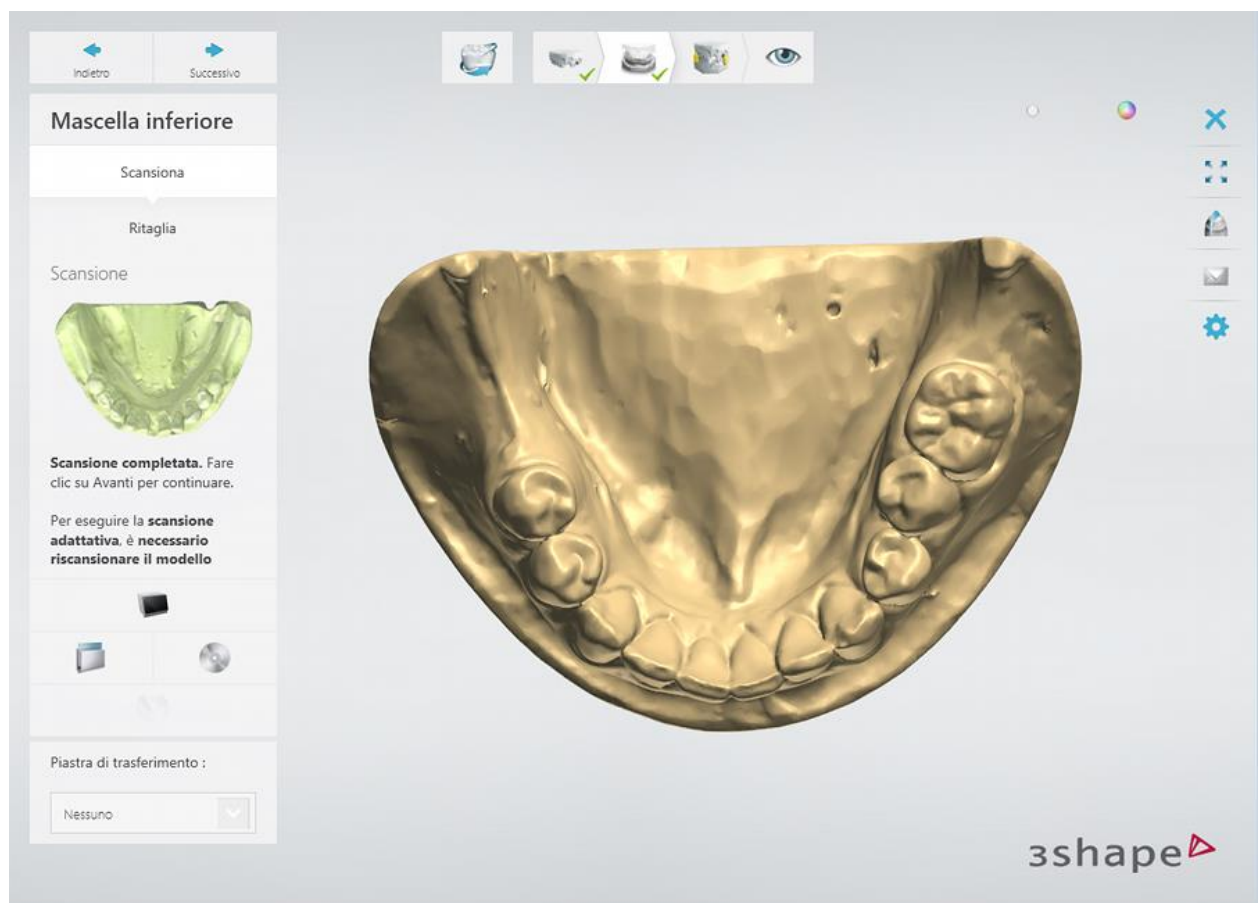 Indietro
Successivo
Mascella inferiore
Scansiona
Ritaglia
Scansione
Scansione completata. Fare
clic su Avanti per continuare.
Per eseguire la scansione
adattativa, è necessario
riscansionare il modello
Piastra di trasferimento :
Nessuno
3shape